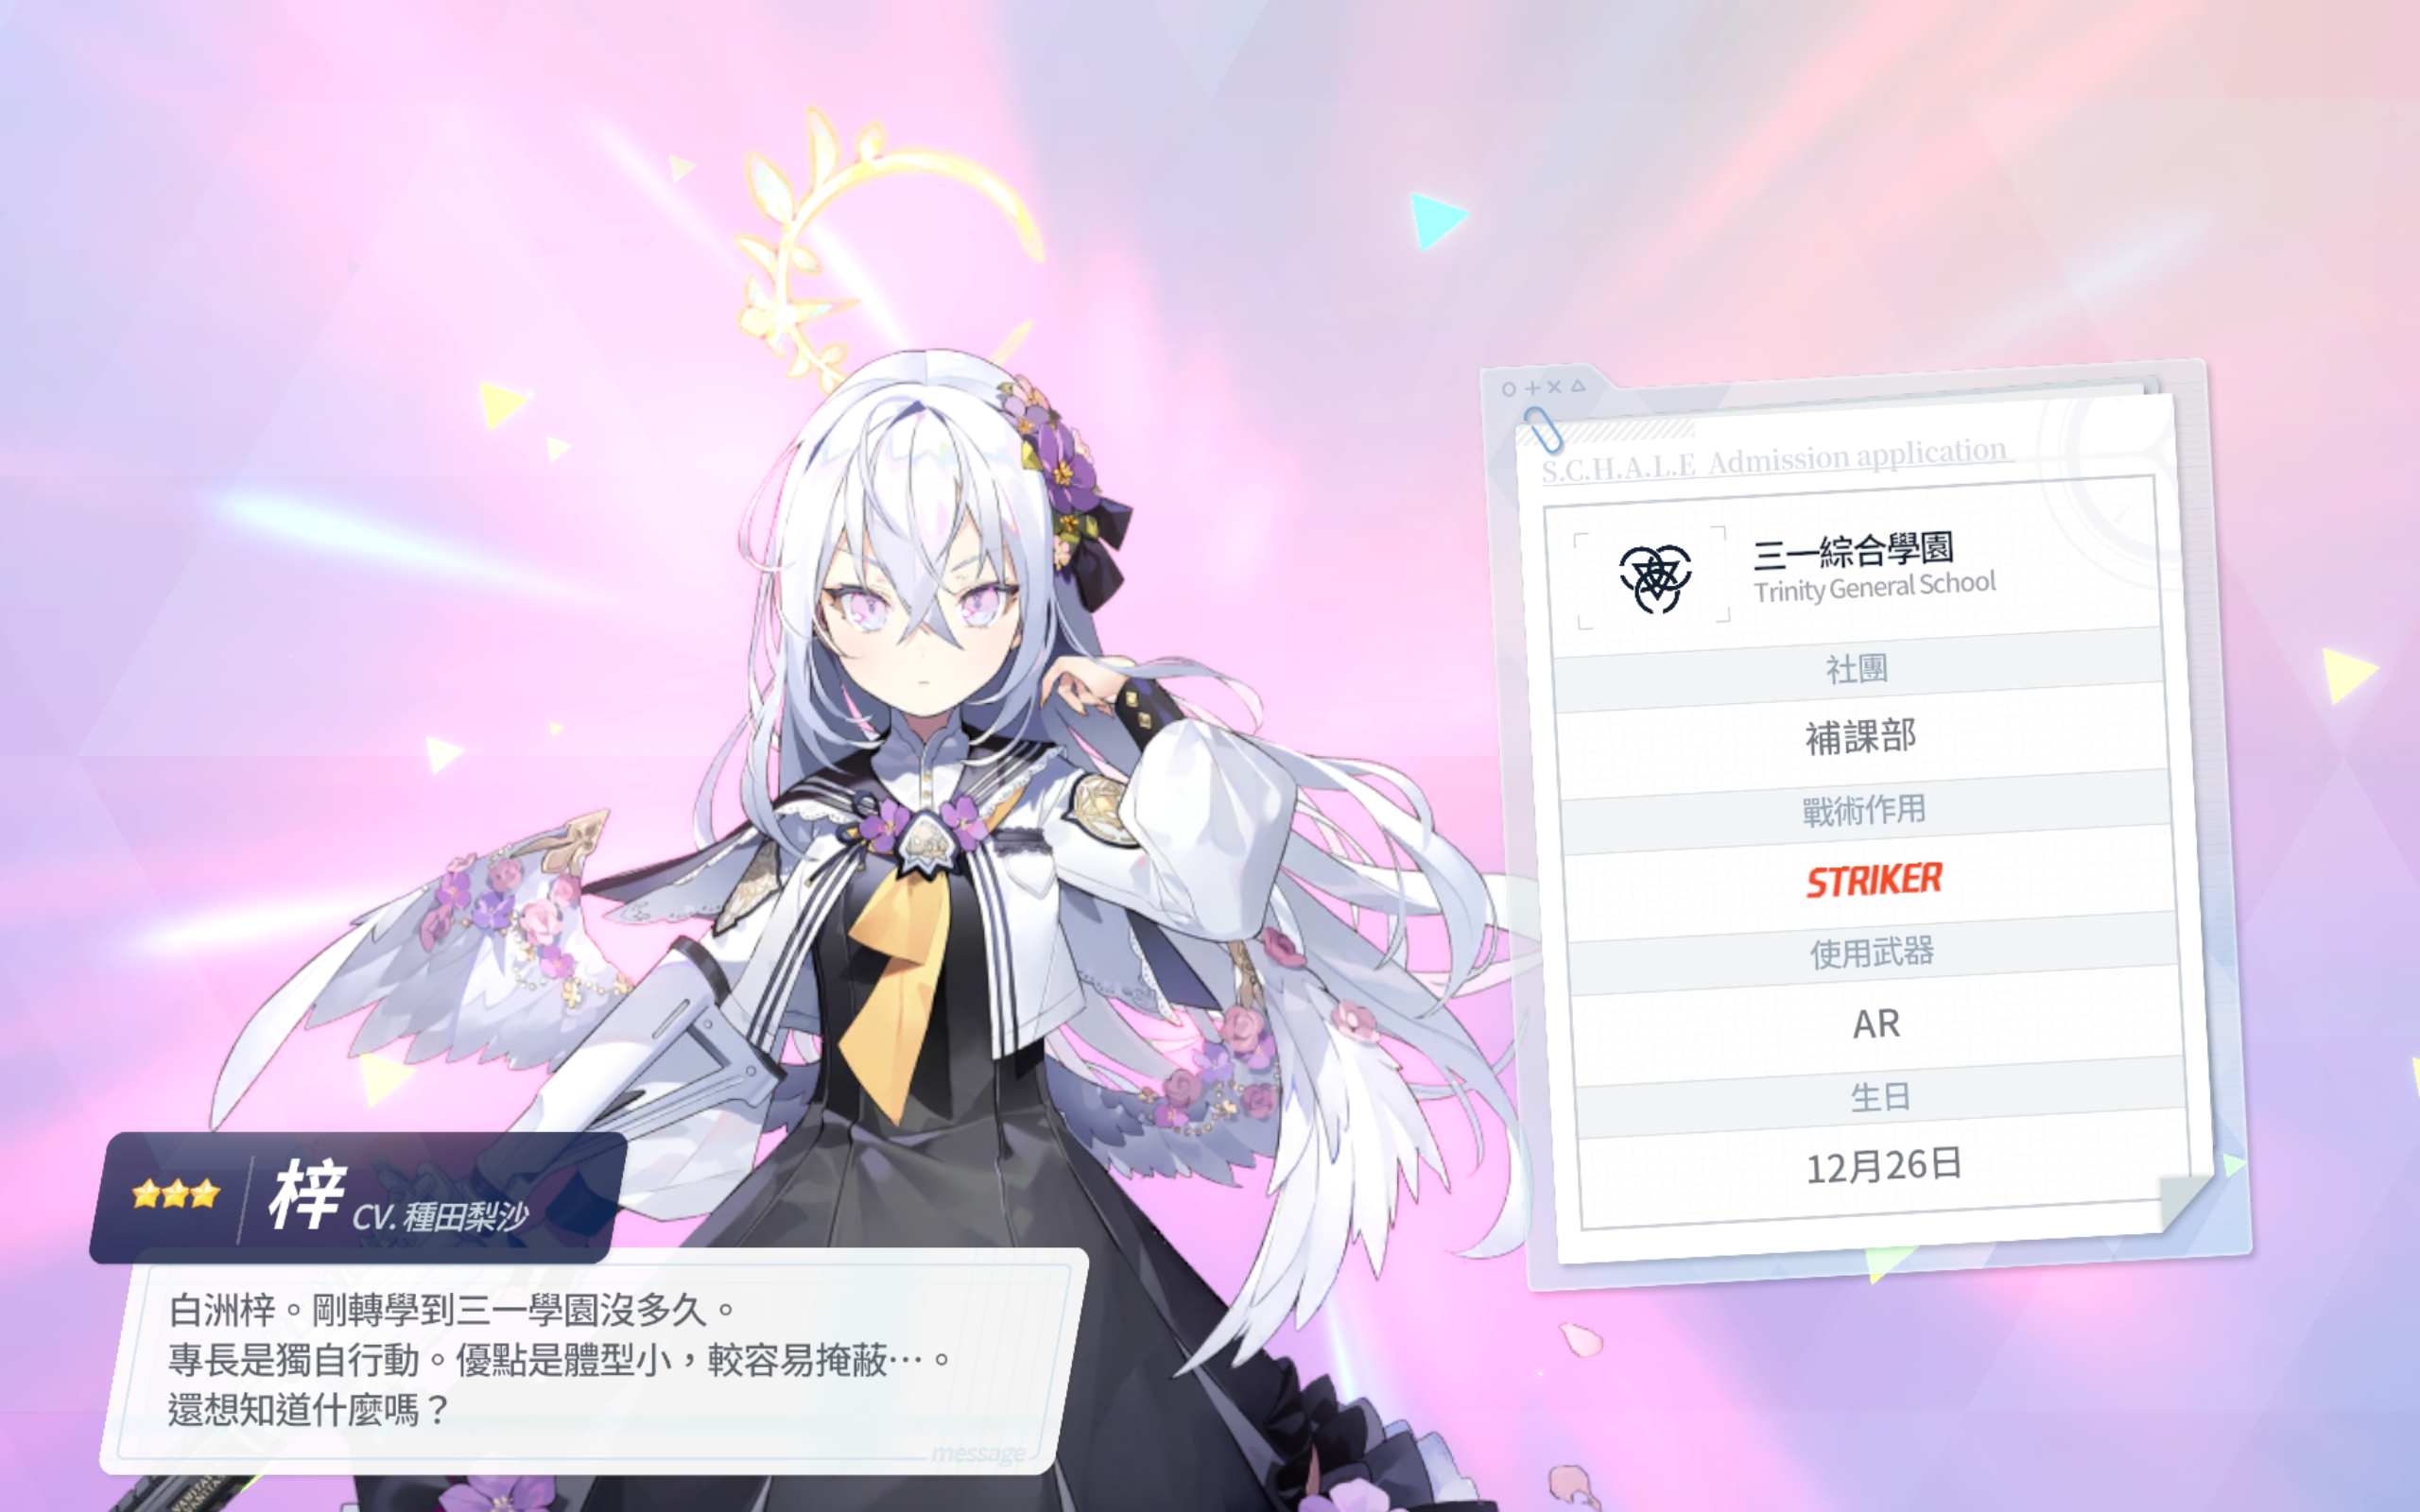 S.C.H.A.L.E Admission application
三一綜合學園
Trinity General School
社團
補課部
戰術作用
STRIKER
使用武器
AR
生日
12月26日
梓 CV. 種田梨沙
白洲梓。剛轉學到三一學園沒多久。
專長是獨自行動。優點是體型小，較容易掩蔽…。
還想知道什麼嗎？
message